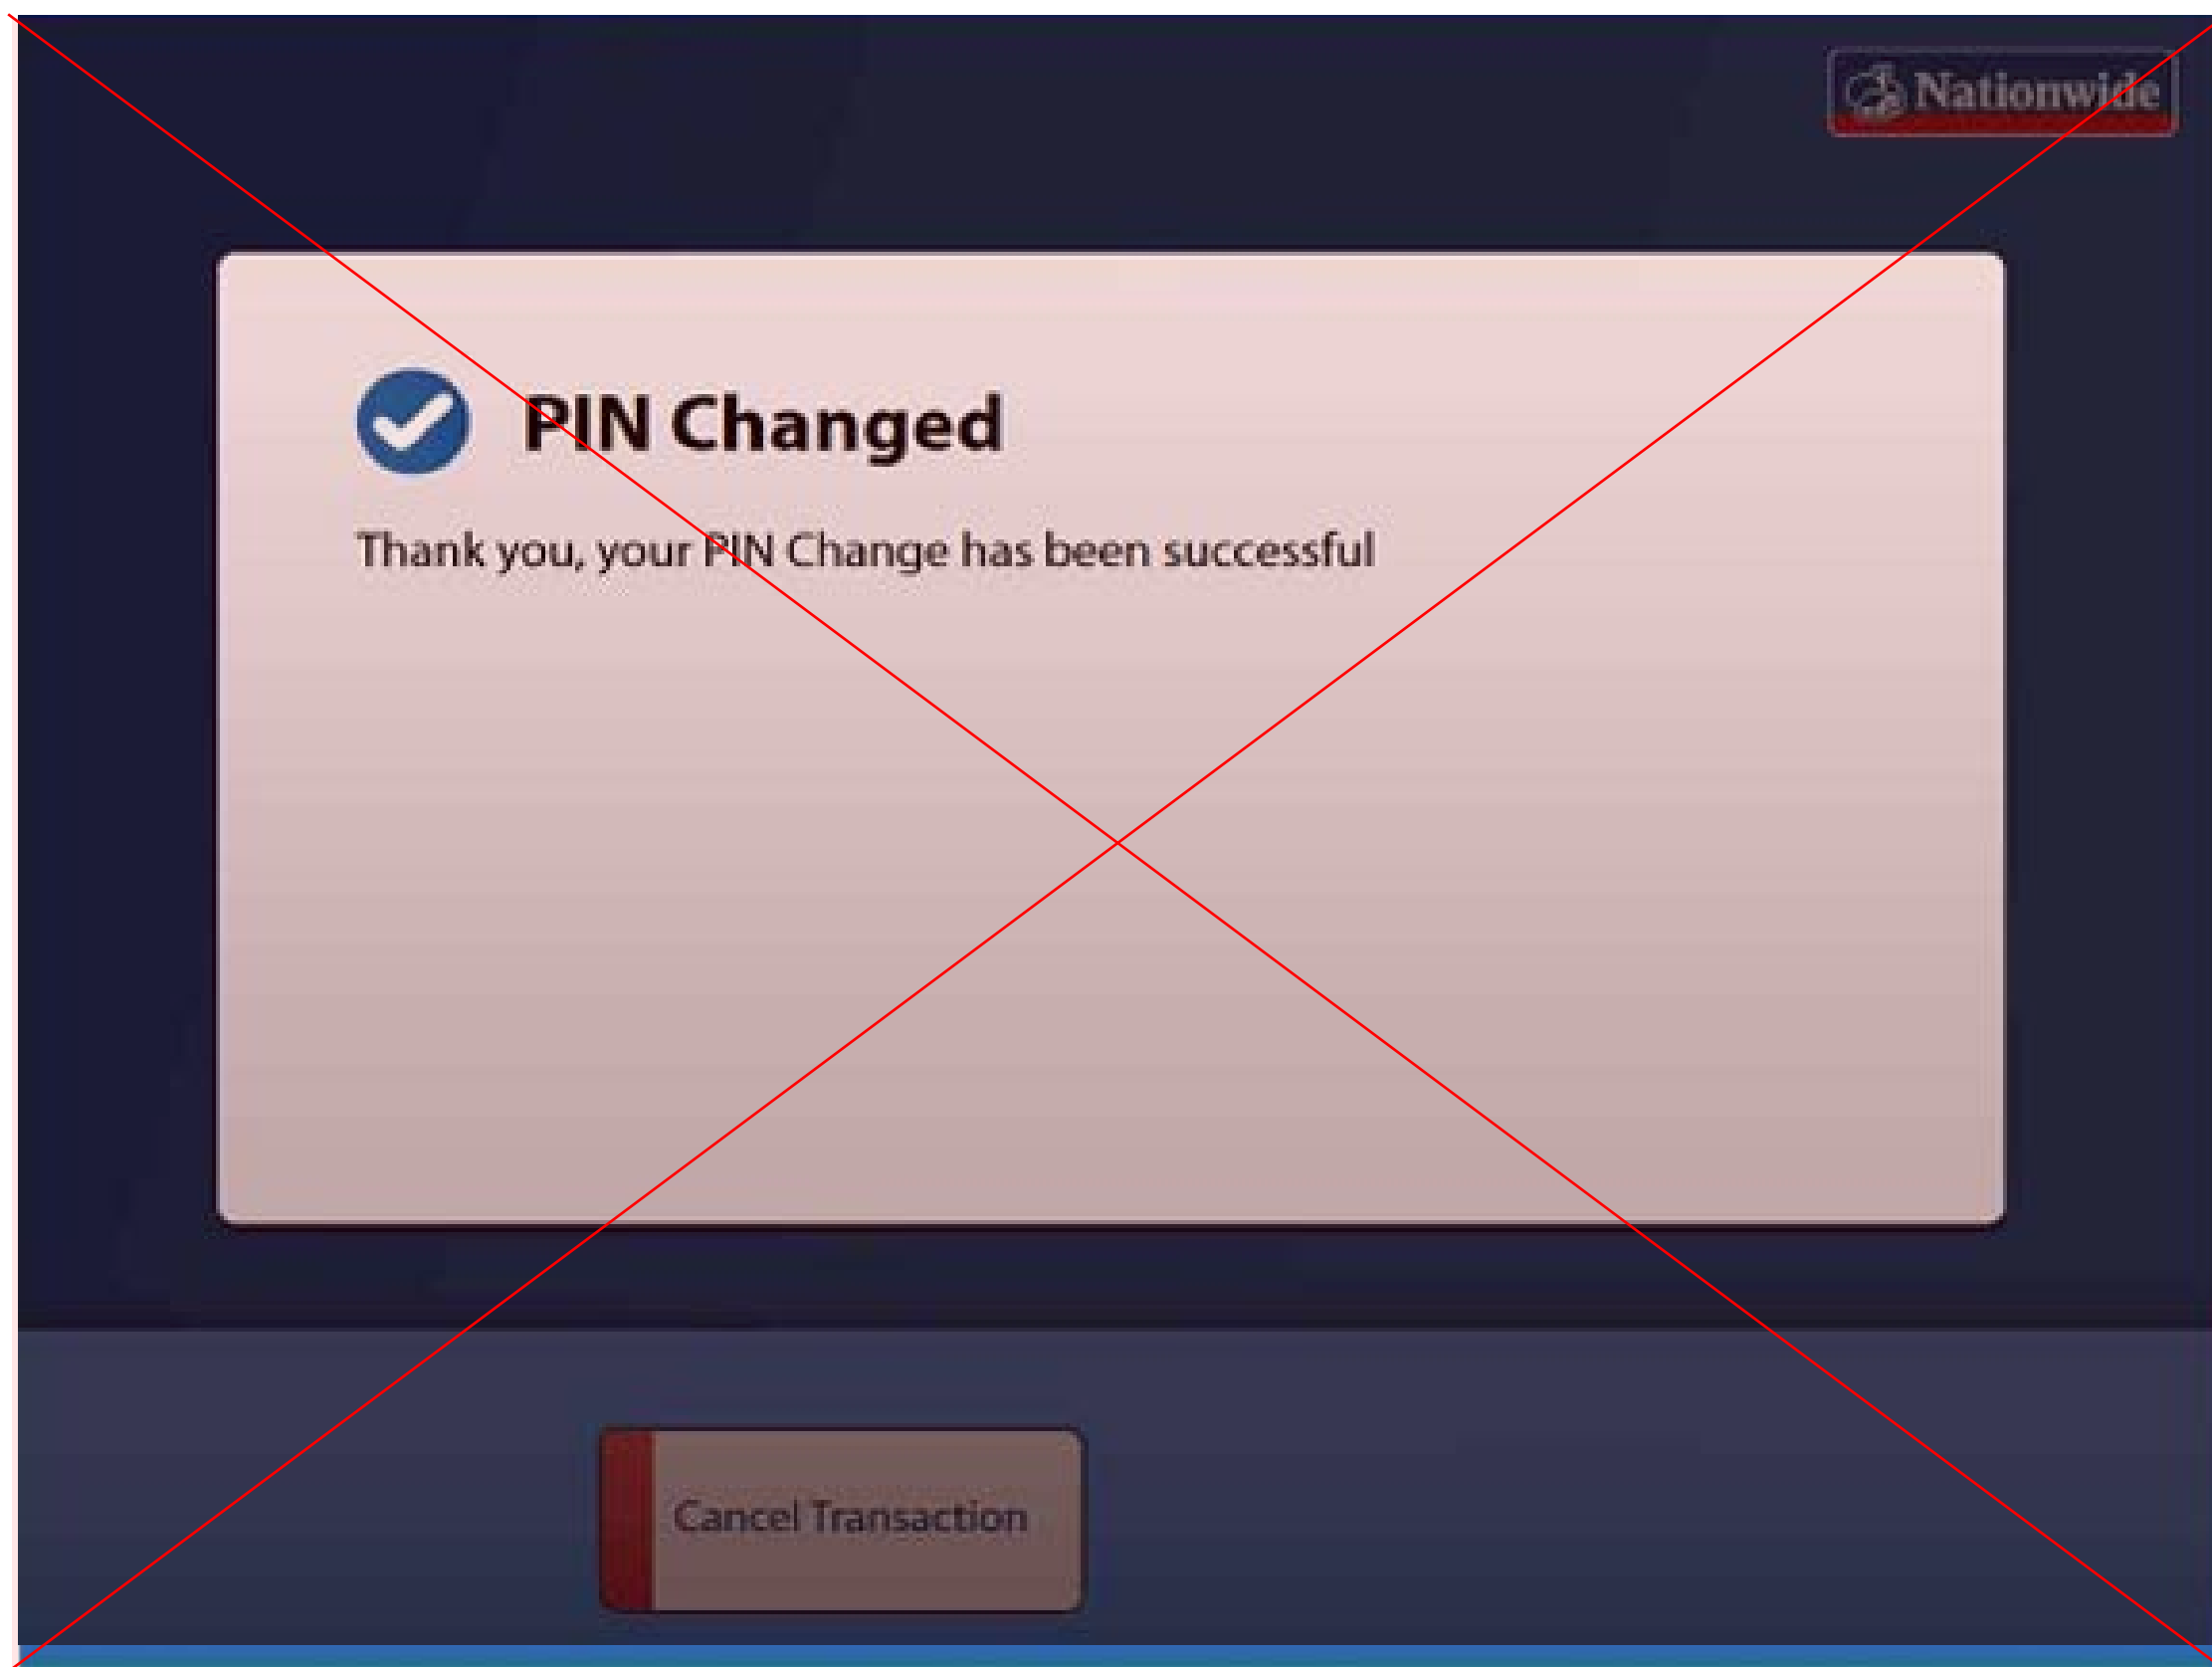 Nationwide
PIN Changed
Thank you, your PIN Change has been successful
Cancel Transaction